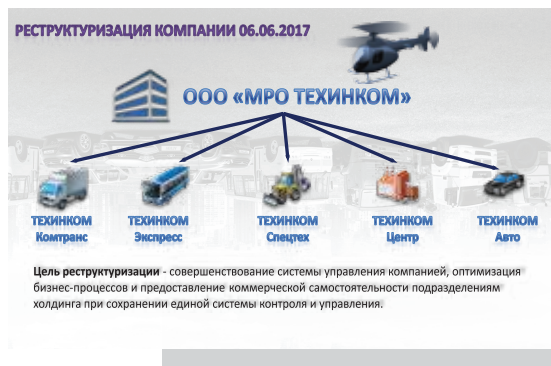 РЕСТРУКТУРИЗАЦИЯ КОМПАНИИ 06.06.2017
ООО «МРО ТЕХИНКОМ»
ТЕХИНКОМ ТЕХИНКОМ ТЕХИНКОМ ТЕХИНКОМ ТЕХИНКОМ
Комтранс Экспресс Спецтех Центр Авто
Цель реструктуризации - совершенствование системы управления компанией, оптимизация
бизнес-процессов и предоставление коммерческой самостоятельности подразделениям
холдинга при сохранении единой системы контроля и управления.